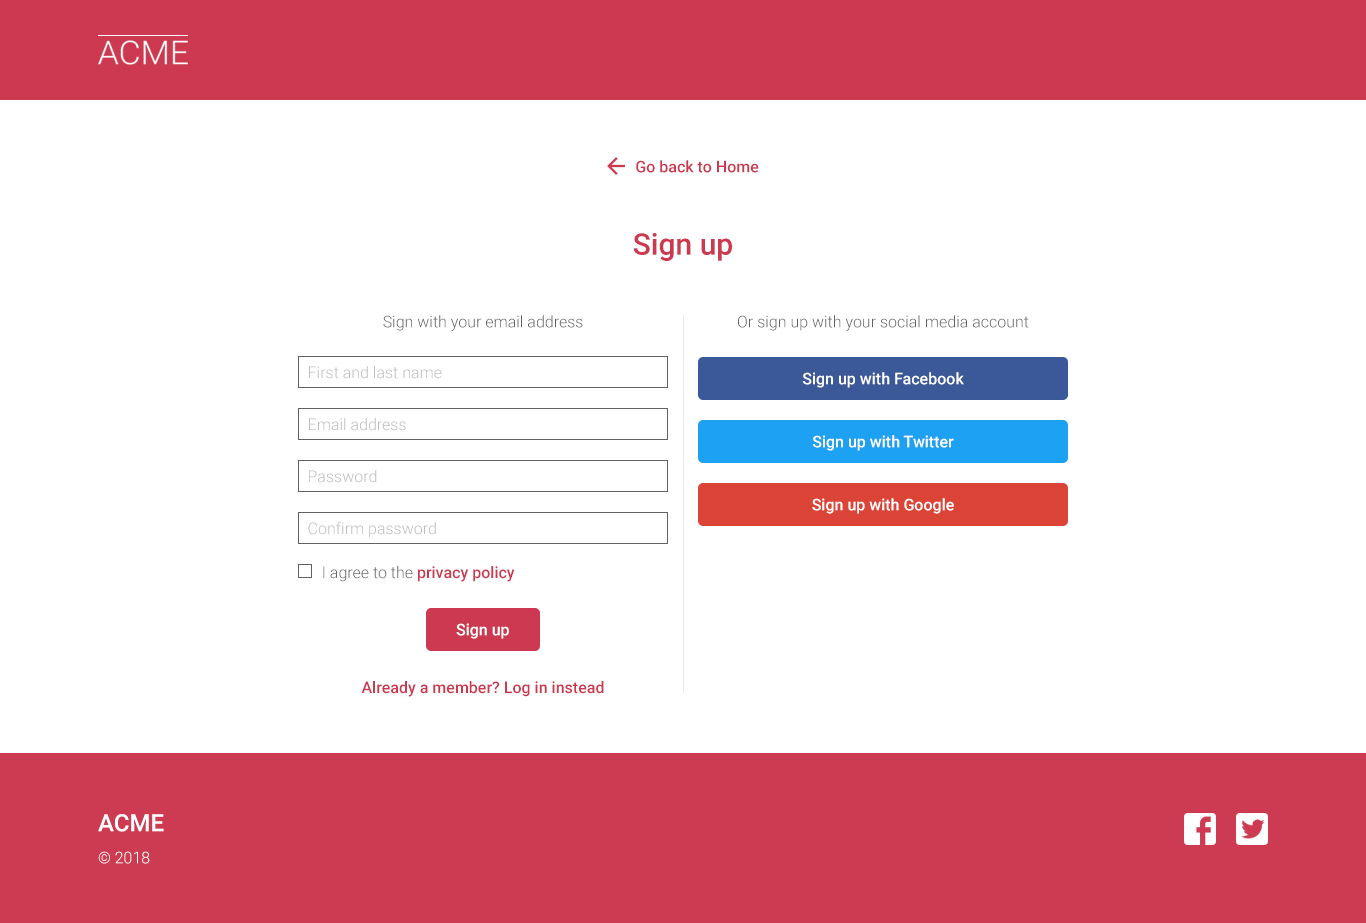 ACME
Go back to Home
Sign up
Sign with your email address
First and last name
Email address
Password
Confirm password
I agree to the privacy policy
Sign up
Already a member? Log in instead
Or sign up with your social media account
Sign up with Facebook
Sign up with Twitter
Sign up with Google
ACME
© 2018